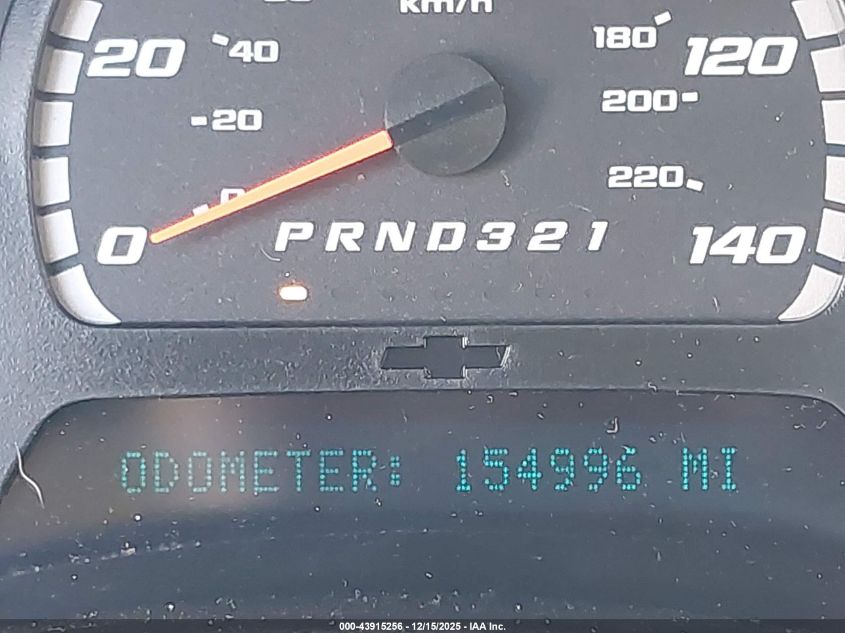 km/h
20 40 180 120
20 200
0 220
0 PRND321 140
ODOMETER: 154996 MI
000-43915256 - 12/15/2025 - IAA Inc.